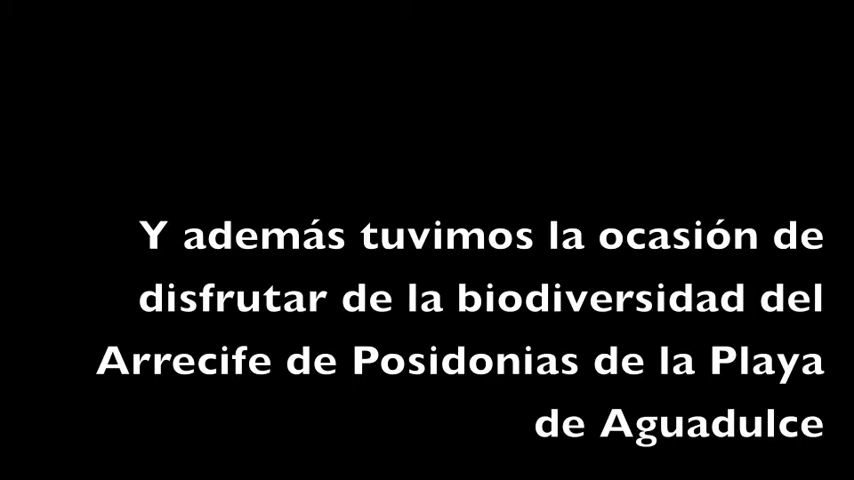 Y además tuvimos la ocasión de
disfrutar de la biodiversidad del
Arrecife de Posidonias de la Playa
de Aguadulce